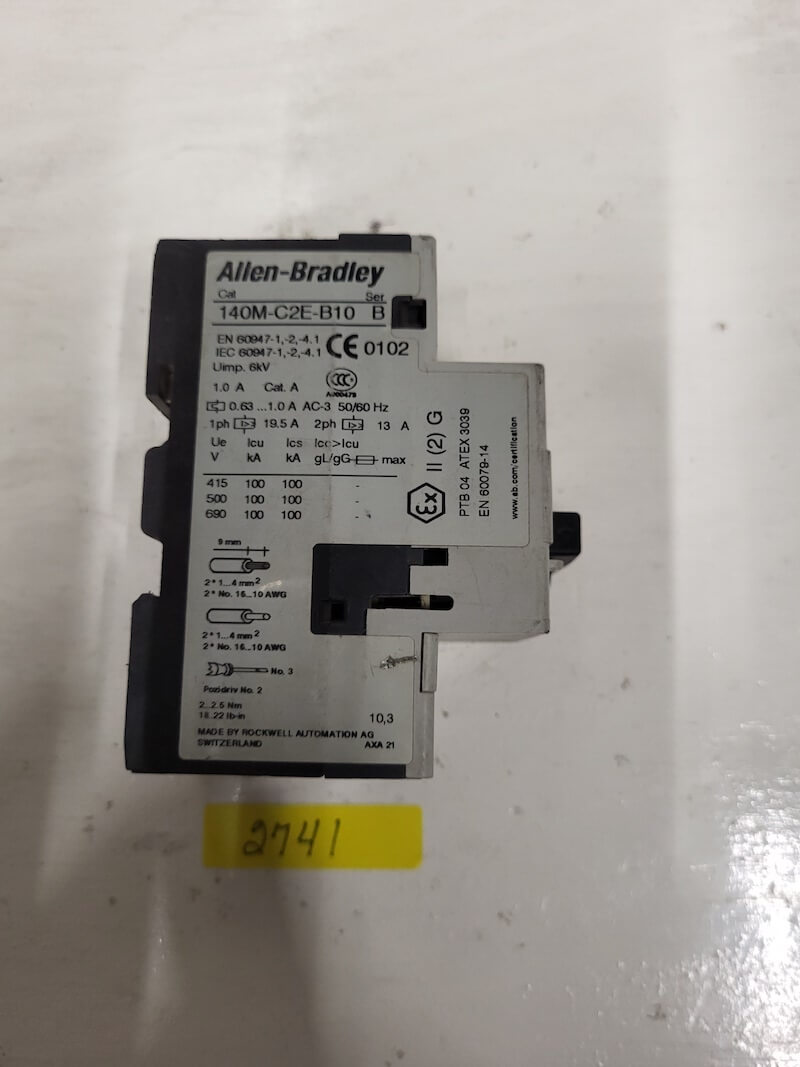 Allen-Bradley
Cat Ser
140M-C2E-B10 B
EN 60947-1,-2,-4.1
IEC 60947-1,-2,-4.1
CE 0102
Uimp. 6kV
CCC
1.0 A Cat. A
0.63 ...1.0 A AC-3 50/60 Hz
1ph I> 19.5 A 2ph I> 13 A
Ue Icu Ics Icc>Icu
V kA kA gL/gG max
415 100 100 -
500 100 100 -
690 100 100 -
9 mm
2 * 1...4 mm2
2 * No. 16...10 AWG
2 * 1...4 mm2
2 * No. 16...10 AWG
No. 3
Pozidriv No. 2
2...2.5 Nm
18..22 lb-in
10,3
MADE BY ROCKWELL AUTOMATION AG
SWITZERLAND AXA 21
Ex II (2) G
PTB 04 ATEX 3039
EN 60079-14
www.ab.com/certification
2741